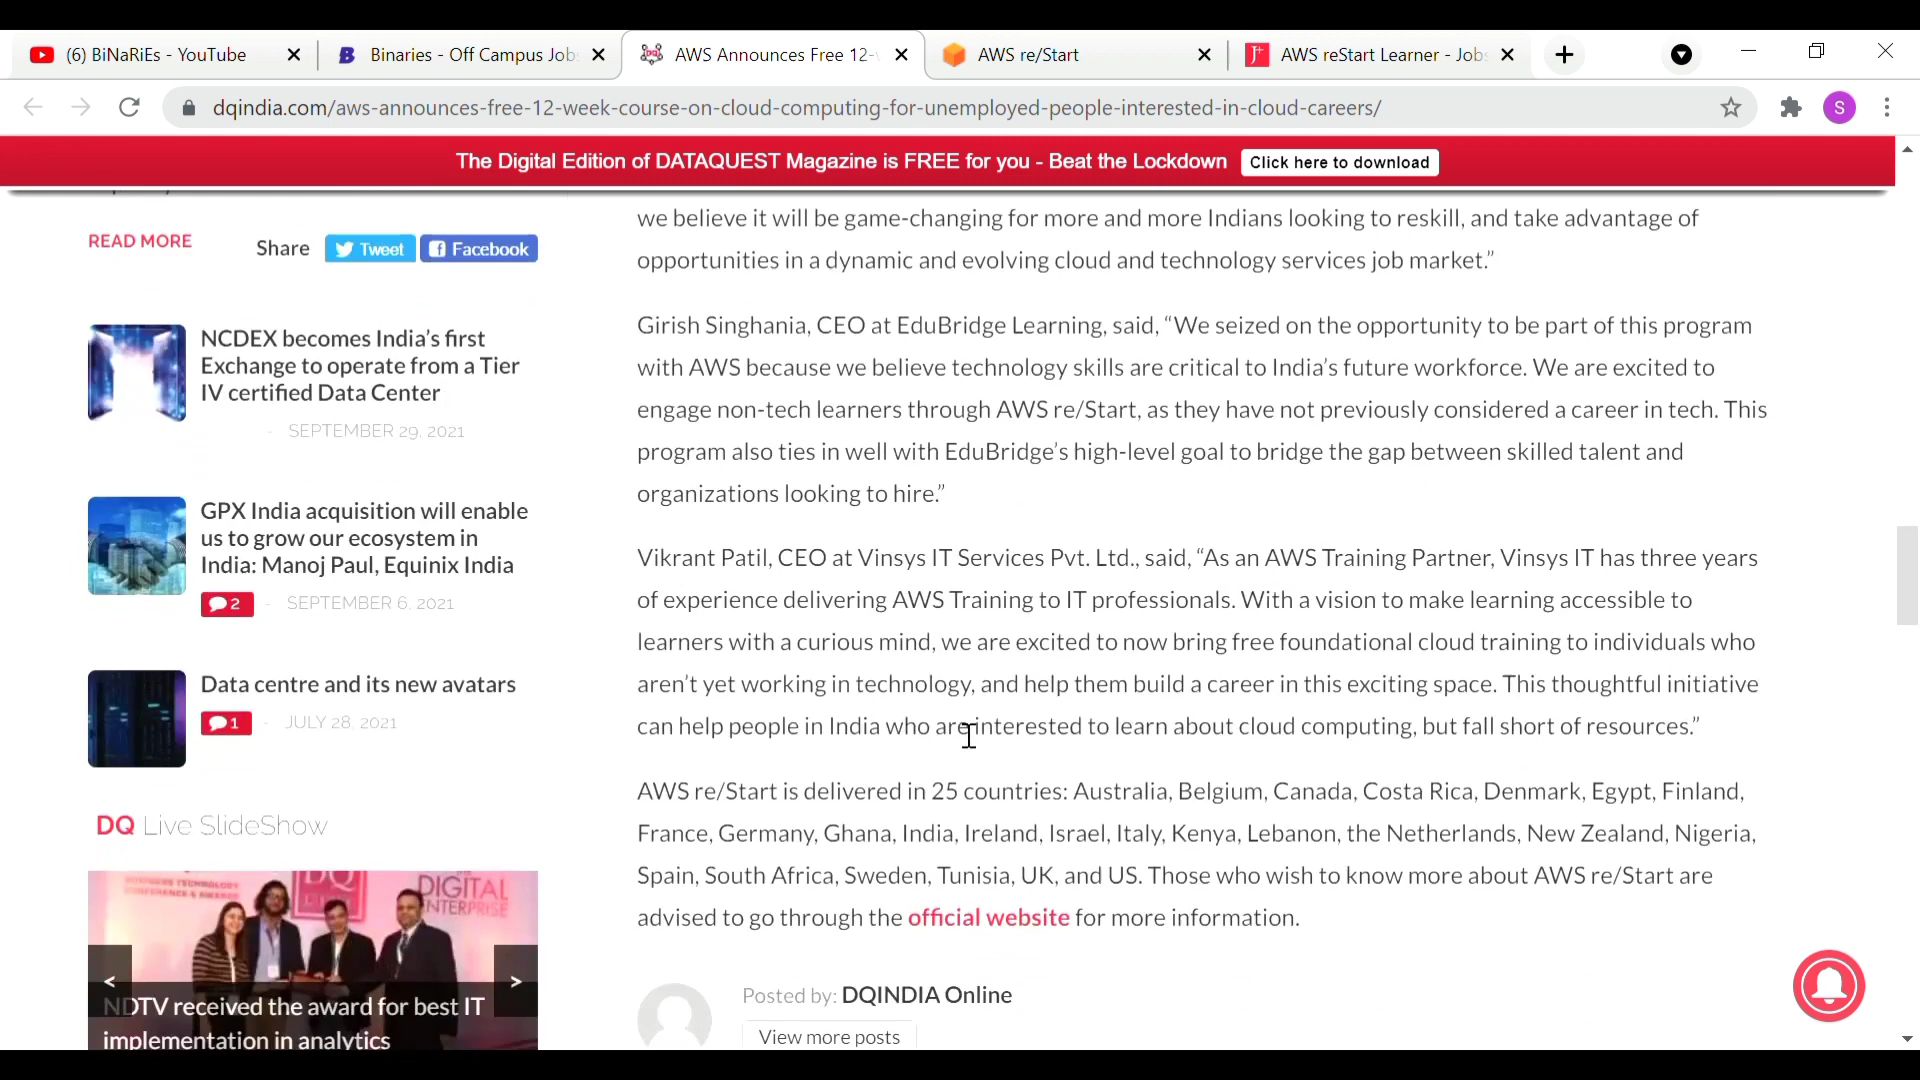 (6) BiNaRiEs - YouTube
Binaries - Off Campus Job
AWS Announces Free 12-
AWS re/Start
AWS reStart Learner - Jobs
dqindia.com/aws-announces-free-12-week-course-on-cloud-computing-for-unemployed-people-interested-in-cloud-careers/
S
The Digital Edition of DATAQUEST Magazine is FREE for you - Beat the Lockdown Click here to download
READ MORE
Share Tweet Facebook
NCDEX becomes India’s first
Exchange to operate from a Tier
IV certified Data Center
- SEPTEMBER 29, 2021
GPX India acquisition will enable
us to grow our ecosystem in
India: Manoj Paul, Equinix India
2 - SEPTEMBER 6, 2021
Data centre and its new avatars
1 - JULY 28, 2021
DQ Live SlideShow
BUSINESS TECHNOLOGY
CONFERENCE & AWARDS
DQ
DIGITAL
ENTERPRISE
< >
NDTV received the award for best IT
implementation in analytics
we believe it will be game-changing for more and more Indians looking to reskill, and take advantage of
opportunities in a dynamic and evolving cloud and technology services job market.”
Girish Singhania, CEO at EduBridge Learning, said, “We seized on the opportunity to be part of this program
with AWS because we believe technology skills are critical to India’s future workforce. We are excited to
engage non-tech learners through AWS re/Start, as they have not previously considered a career in tech. This
program also ties in well with EduBridge’s high-level goal to bridge the gap between skilled talent and
organizations looking to hire.”
Vikrant Patil, CEO at Vinsys IT Services Pvt. Ltd., said, “As an AWS Training Partner, Vinsys IT has three years
of experience delivering AWS Training to IT professionals. With a vision to make learning accessible to
learners with a curious mind, we are excited to now bring free foundational cloud training to individuals who
aren’t yet working in technology, and help them build a career in this exciting space. This thoughtful initiative
can help people in India who are interested to learn about cloud computing, but fall short of resources.”
AWS re/Start is delivered in 25 countries: Australia, Belgium, Canada, Costa Rica, Denmark, Egypt, Finland,
France, Germany, Ghana, India, Ireland, Israel, Italy, Kenya, Lebanon, the Netherlands, New Zealand, Nigeria,
Spain, South Africa, Sweden, Tunisia, UK, and US. Those who wish to know more about AWS re/Start are
advised to go through the official website for more information.
Posted by: DQINDIA Online
View more posts